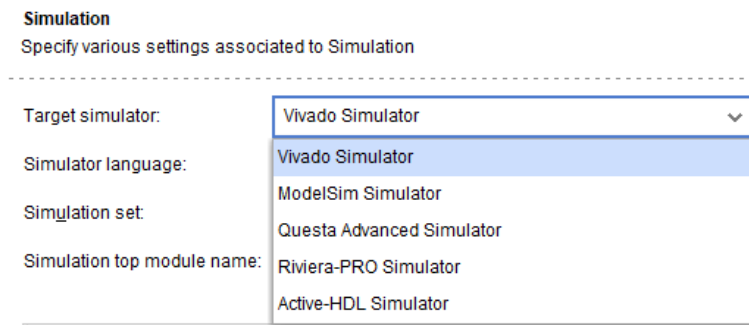 Simulation
Specify various settings associated to Simulation
Target simulator: Vivado Simulator
Vivado Simulator
Simulator language:
ModelSim Simulator
Simulation set:
Questa Advanced Simulator
Simulation top module name: Riviera-PRO Simulator
Active-HDL Simulator